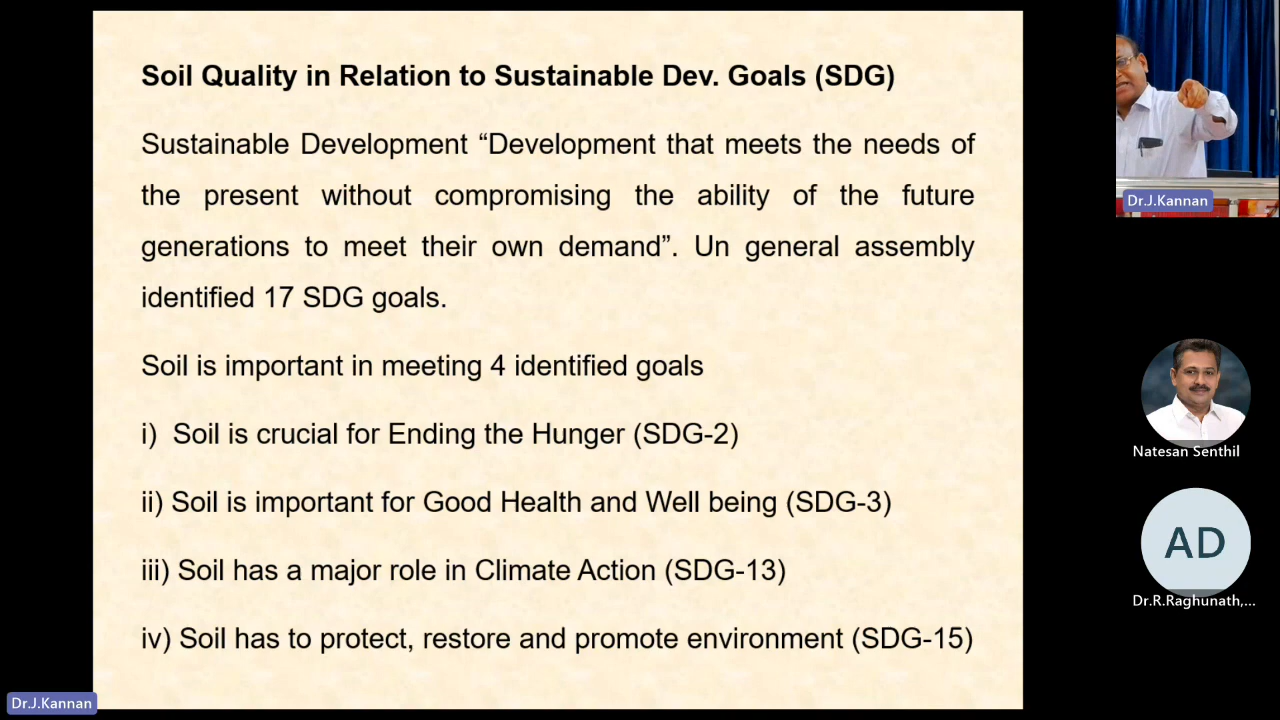 Soil Quality in Relation to Sustainable Dev. Goals (SDG)
Sustainable Development “Development that meets the needs of
the present without compromising the ability of the future
generations to meet their own demand”. Un general assembly
identified 17 SDG goals.
Soil is important in meeting 4 identified goals
i) Soil is crucial for Ending the Hunger (SDG-2)
ii) Soil is important for Good Health and Well being (SDG-3)
iii) Soil has a major role in Climate Action (SDG-13)
iv) Soil has to protect, restore and promote environment (SDG-15)
Dr.J.Kannan
Natesan Senthil
AD
Dr.R.Raghunath,...
Dr.J.Kannan